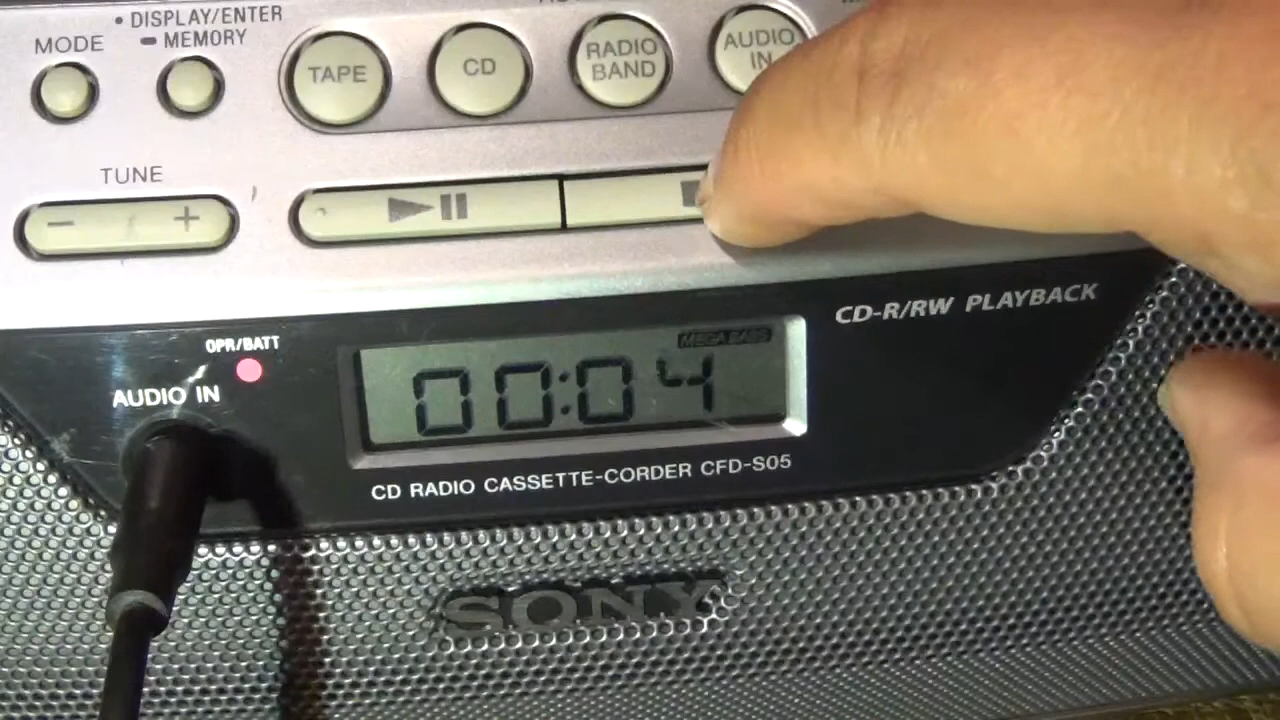 MODE
• DISPLAY/ENTER
▬ MEMORY
TAPE
CD
RADIO
BAND
AUDIO
IN
TUNE
− +
CD-R/RW PLAYBACK
OPR/BATT
AUDIO IN
MEGA BASS
00:04
CD RADIO CASSETTE-CORDER CFD-S05
SONY